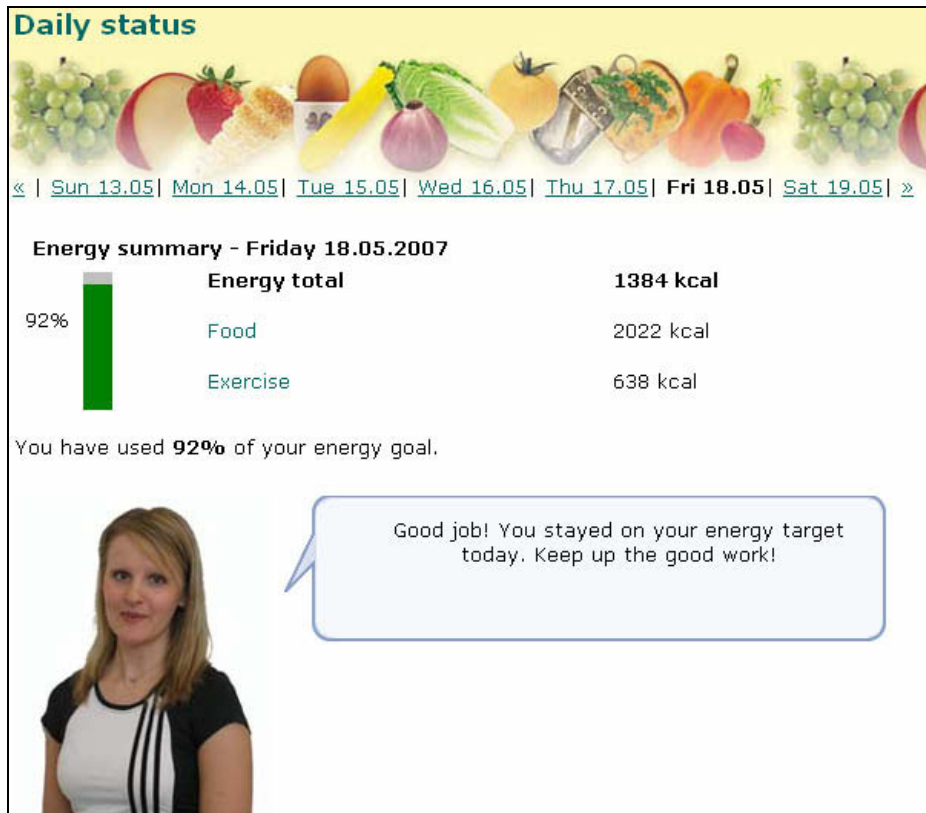 Daily status
« | Sun 13.05| Mon 14.05| Tue 15.05| Wed 16.05| Thu 17.05| Fri 18.05| Sat 19.05| »
Energy summary - Friday 18.05.2007
Energy total 1384 kcal
92%
Food 2022 kcal
Exercise 638 kcal
You have used 92% of your energy goal.
Good job! You stayed on your energy target
today. Keep up the good work!